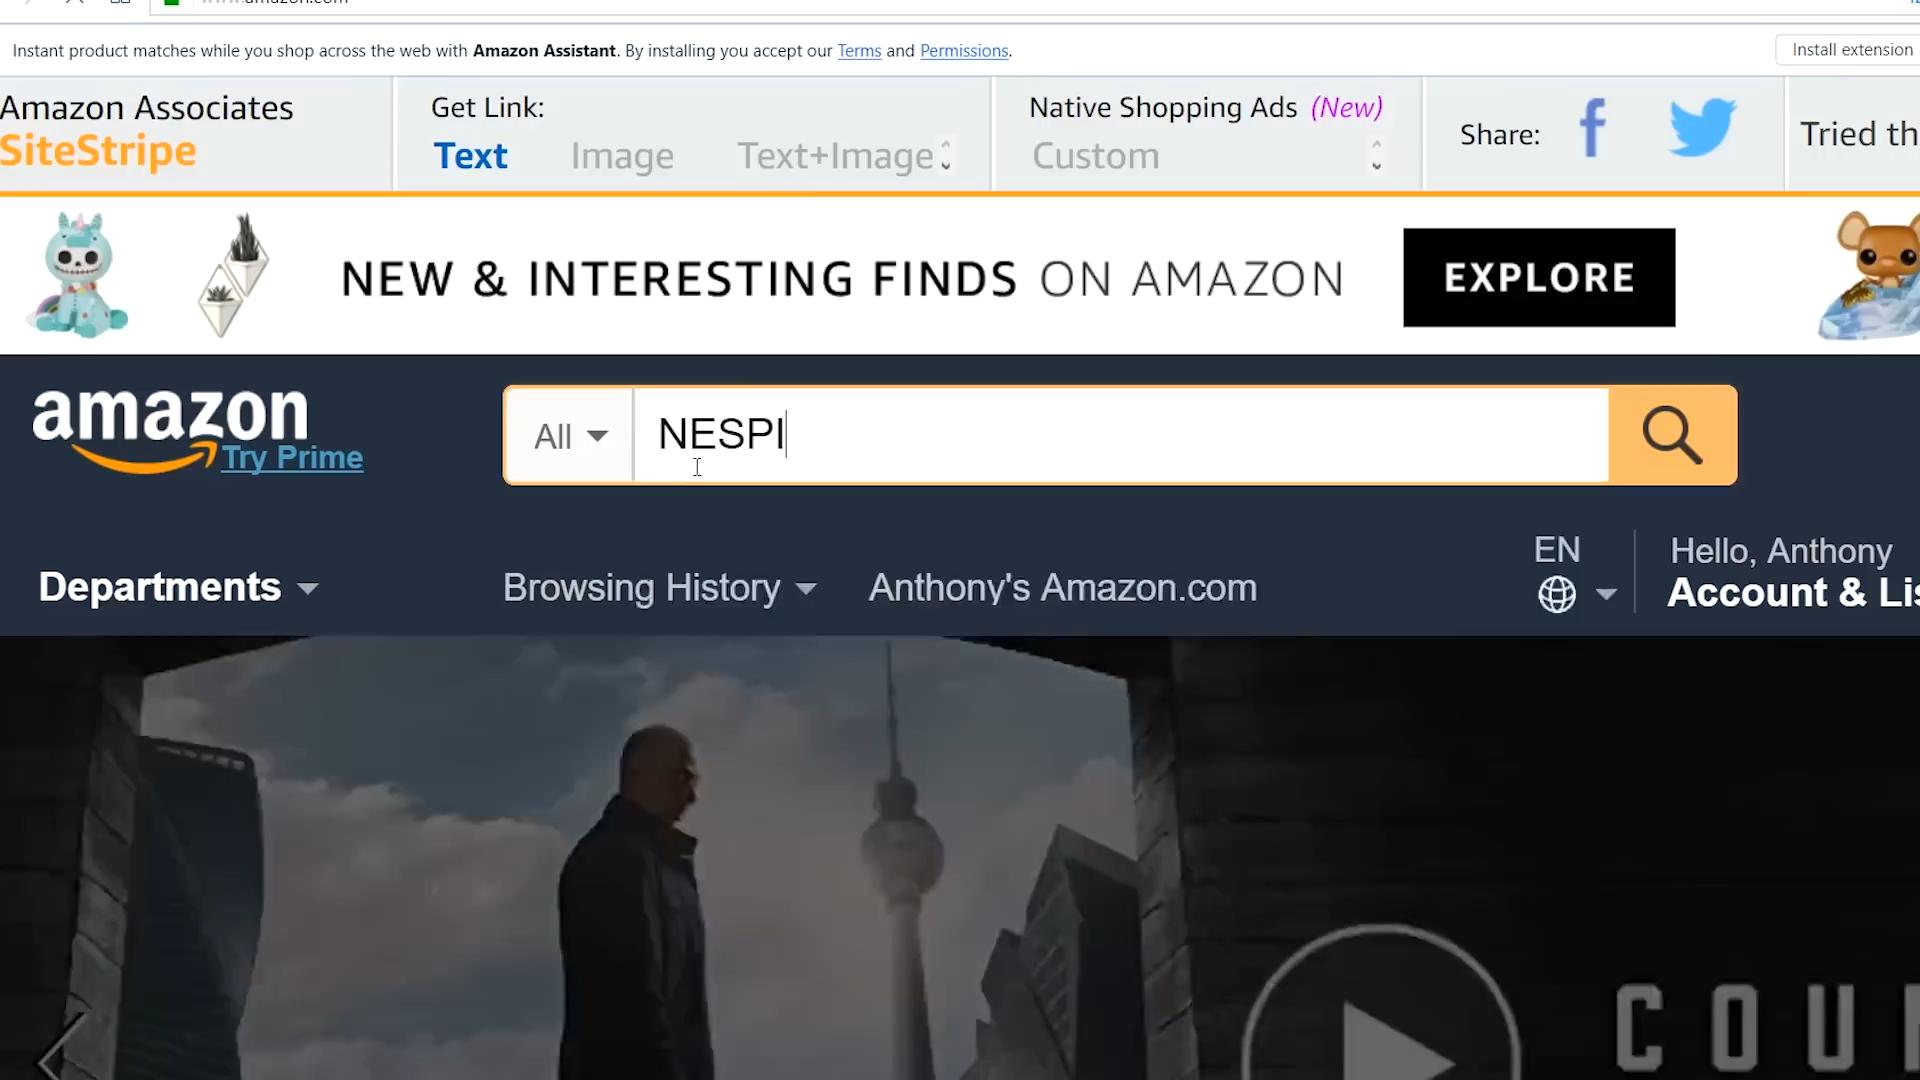 Instant product matches while you shop across the web with Amazon Assistant. By installing you accept our Terms and Permissions.
Install extension
Amazon Associates
SiteStripe
Get Link:
Text Image Text+Image
Native Shopping Ads (New)
Custom
Share:
Tried th
NEW & INTERESTING FINDS ON AMAZON
EXPLORE
amazon
Try Prime
All
NESPI
EN
Hello, Anthony
Departments
Browsing History
Anthony's Amazon.com
Account & Lis
COU